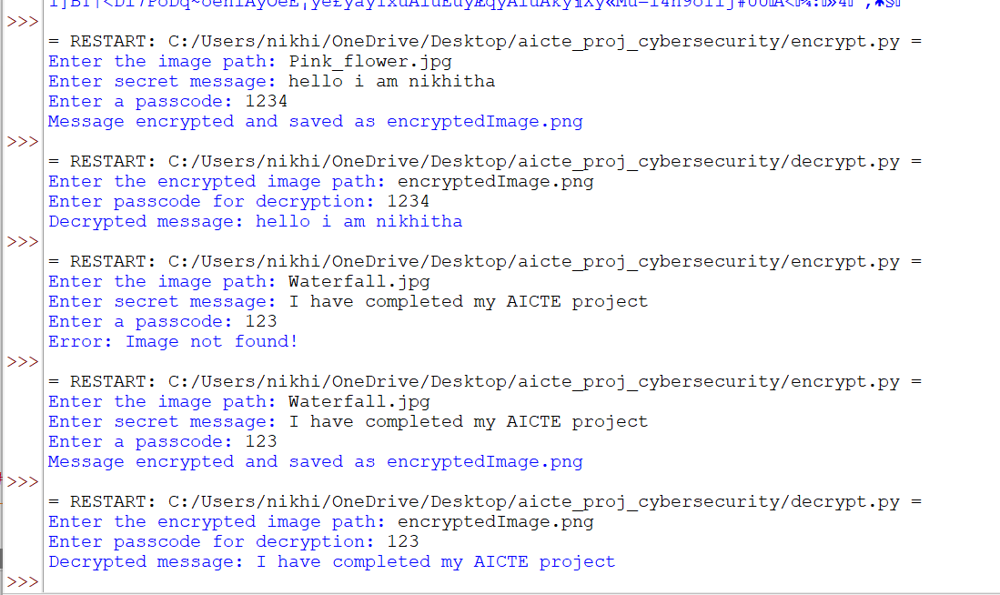 >>>
= RESTART: C:/Users/nikhi/OneDrive/Desktop/aicte_proj_cybersecurity/encrypt.py =
Enter the image path: Pink_flower.jpg
Enter secret message: hello i am nikhitha
Enter a passcode: 1234
Message encrypted and saved as encryptedImage.png
>>>
= RESTART: C:/Users/nikhi/OneDrive/Desktop/aicte_proj_cybersecurity/decrypt.py =
Enter the encrypted image path: encryptedImage.png
Enter passcode for decryption: 1234
Decrypted message: hello i am nikhitha
>>>
= RESTART: C:/Users/nikhi/OneDrive/Desktop/aicte_proj_cybersecurity/encrypt.py =
Enter the image path: Waterfall.jpg
Enter secret message: I have completed my AICTE project
Enter a passcode: 123
Error: Image not found!
>>>
= RESTART: C:/Users/nikhi/OneDrive/Desktop/aicte_proj_cybersecurity/encrypt.py =
Enter the image path: Waterfall.jpg
Enter secret message: I have completed my AICTE project
Enter a passcode: 123
Message encrypted and saved as encryptedImage.png
>>>
= RESTART: C:/Users/nikhi/OneDrive/Desktop/aicte_proj_cybersecurity/decrypt.py =
Enter the encrypted image path: encryptedImage.png
Enter passcode for decryption: 123
Decrypted message: I have completed my AICTE project
>>>